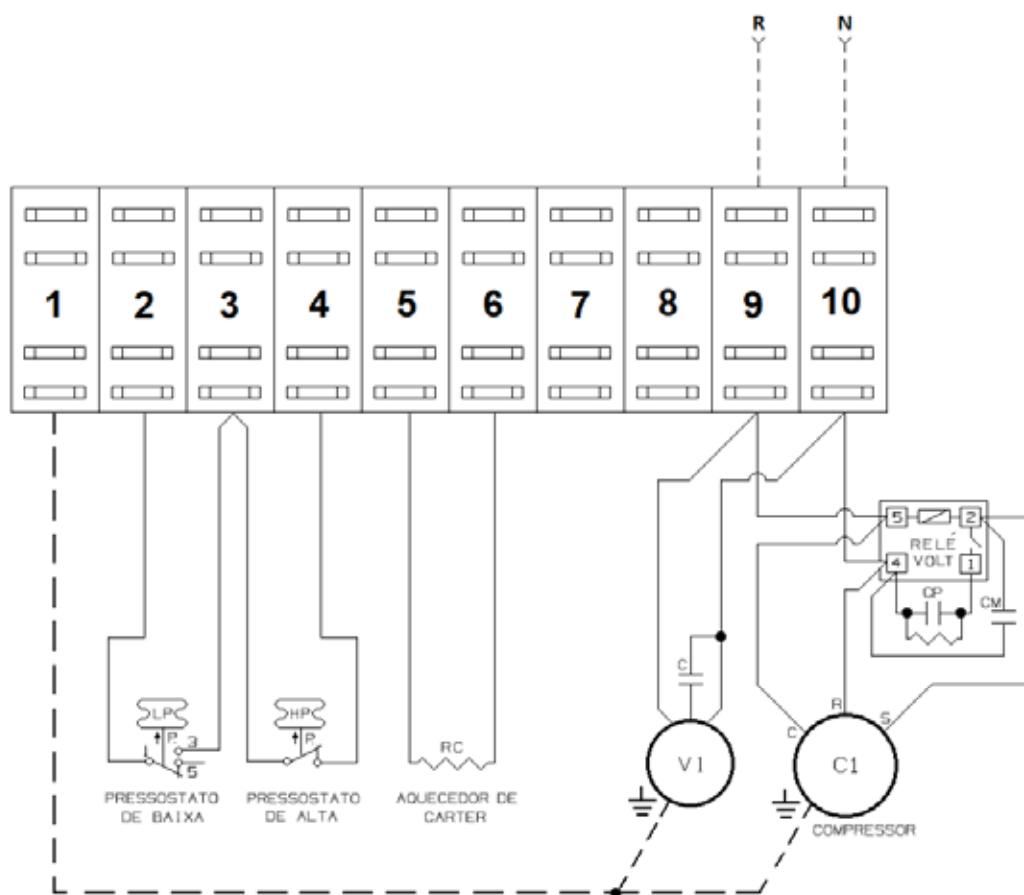 R N
1 2 3 4 5 6 7 8 9 10
5 2
RELÉ
VOLT
4 1
CP
CM
LP
HP
P.
3
5
P.
RC
C
R
S
C
V1
C1
PRESSOSTATO
DE BAIXA
PRESSOSTATO
DE ALTA
AQUECEDOR DE
CARTER
COMPRESSOR